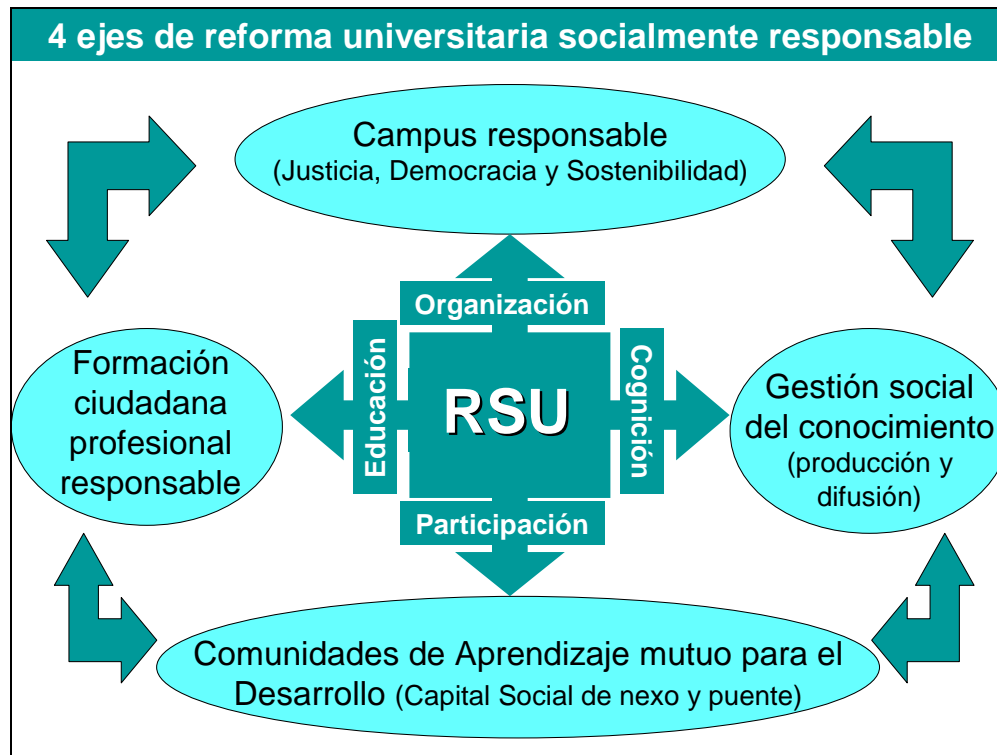 4 ejes de reforma universitaria socialmente responsable
Campus responsable
(Justicia, Democracia y Sostenibilidad)
Organización
Educación
RSU
Cognición
Formación
ciudadana
profesional
responsable
Gestión social
del conocimiento
(producción y
difusión)
Participación
Comunidades de Aprendizaje mutuo para el
Desarrollo (Capital Social de nexo y puente)